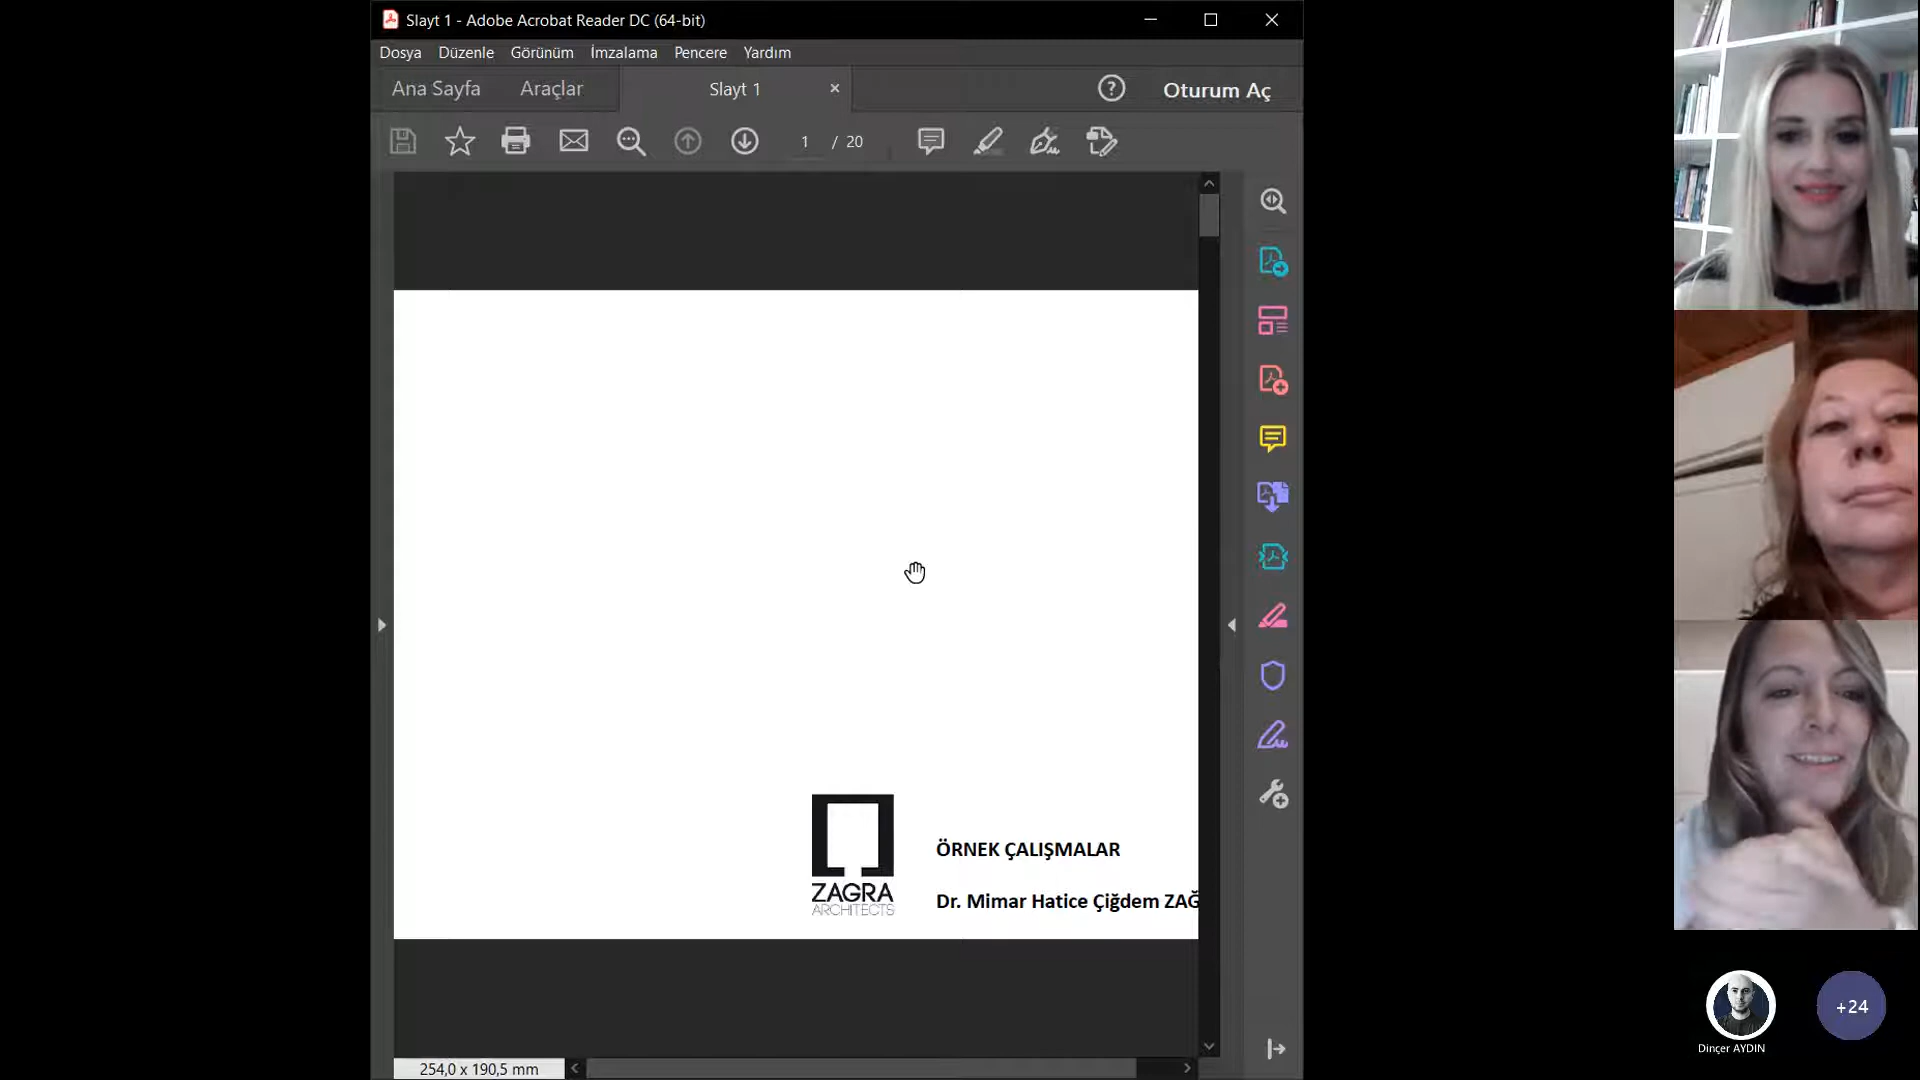 Slayt 1 - Adobe Acrobat Reader DC (64-bit)
Dosya Düzenle Görünüm İmzalama Pencere Yardım
Ana Sayfa Araçlar Slayt 1 Oturum Aç
1 / 20
ZAGRA
ARCHITECTS
ÖRNEK ÇALIŞMALAR
Dr. Mimar Hatice Çiğdem ZAĞ
254,0 x 190,5 mm
+24
Dinçer AYDIN